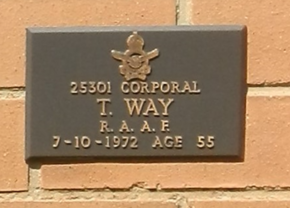 25301 CORPORAL
T. WAY
R. A. A. F.
7-10-1972 AGE 55